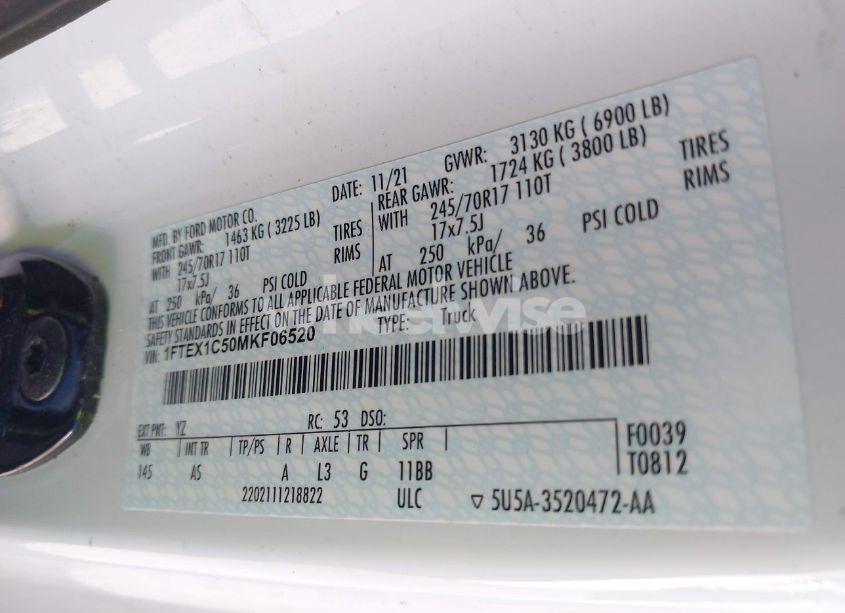 MFD. BY FORD MOTOR CO.
DATE: 11/21 GVWR: 3130 KG ( 6900 LB)
FRONT GAWR: 1463 KG ( 3225 LB) REAR GAWR: 1724 KG ( 3800 LB)
WITH 245/70R17 110T TIRES WITH 245/70R17 110T TIRES
17x7.5J RIMS 17x7.5J RIMS
AT 250 kPa/ 36 PSI COLD AT 250 kPa/ 36 PSI COLD
THIS VEHICLE CONFORMS TO ALL APPLICABLE FEDERAL MOTOR VEHICLE
SAFETY STANDARDS IN EFFECT ON THE DATE OF MANUFACTURE SHOWN ABOVE.
VIN: 1FTEX1C50MKF06520 TYPE: Truck
EXT PNT: YZ RC: 53 DSO:
WB INT TR TP/PS R AXLE TR SPR F0039
145 AS A L3 G 11BB T0812
2202111218822 ULC ▽ 5U5A-3520472-AA